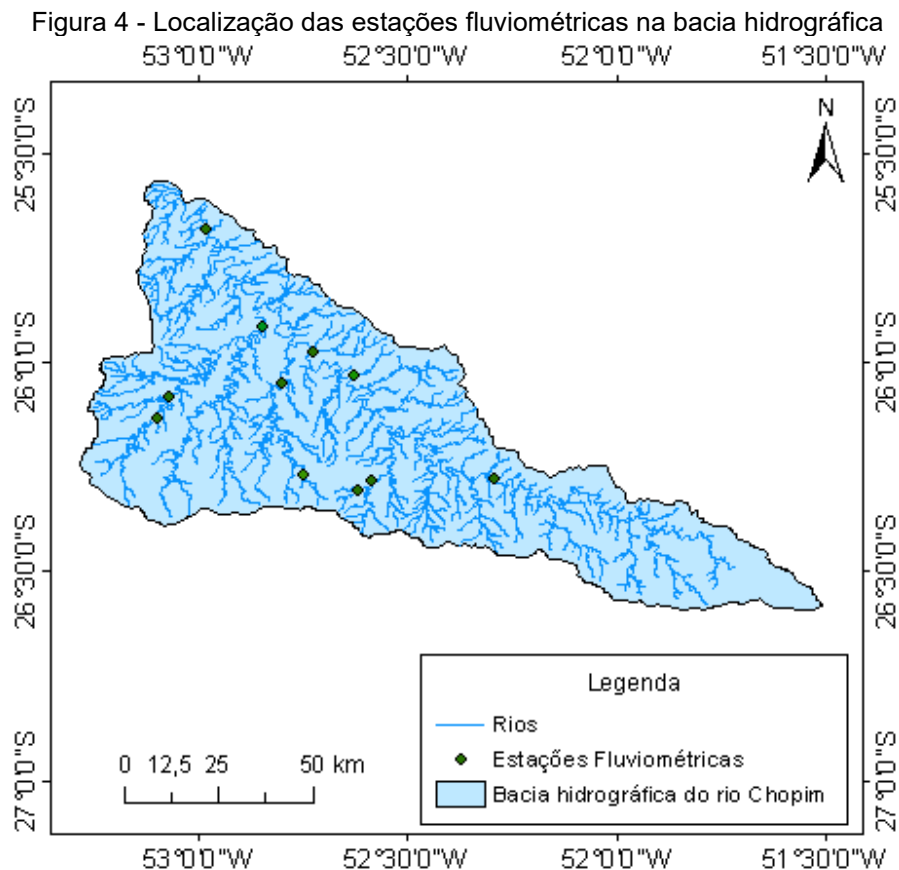 Figura 4 - Localização das estações fluviométricas na bacia hidrográfica
53°0'0"W 52°30'0"W 52°0'0"W 51°30'0"W
N
25°30'0"S 25°30'0"S
26°0'0"S 26°0'0"S
26°30'0"S 26°30'0"S
27°0'0"S 27°0'0"S
Legenda
Rios
Estações Fluviométricas
Bacia hidrográfica do rio Chopim
0 12,5 25 50 km
53°0'0"W 52°30'0"W 52°0'0"W 51°30'0"W